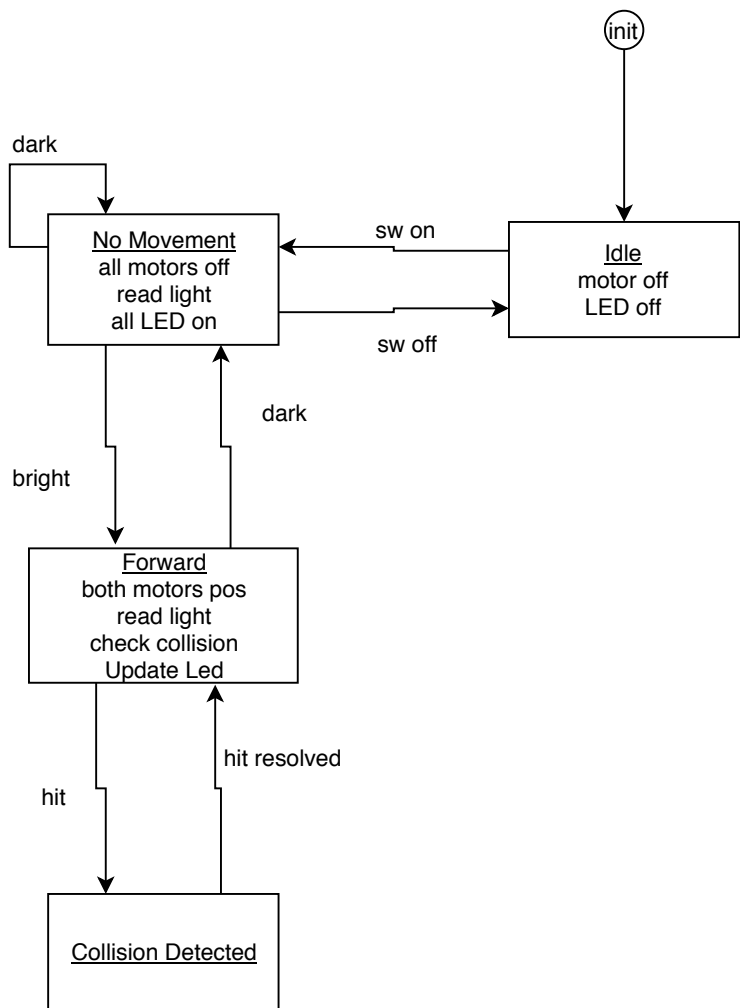 init
dark
No Movement
all motors off
read light
all LED on
sw on
Idle
motor off
LED off
sw off
dark
bright
Forward
both motors pos
read light
check collision
Update Led
hit resolved
hit
Collision Detected